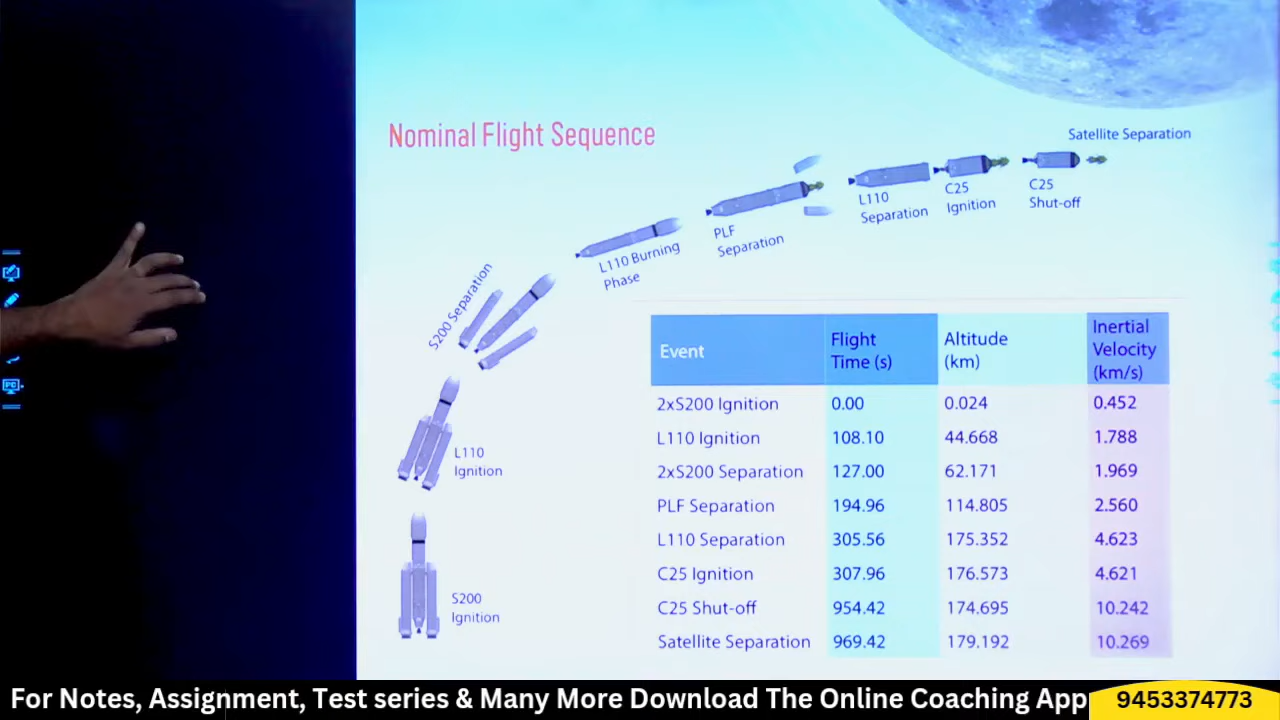 Nominal Flight Sequence
Satellite Separation
C25
Shut-off
C25
Ignition
L110
Separation
PLF
Separation
L110 Burning
Phase
S200 Separation
L110
Ignition
S200
Ignition
Event Flight Time (s) Altitude (km) Inertial Velocity (km/s)
2xS200 Ignition 0.00 0.024 0.452
L110 Ignition 108.10 44.668 1.788
2xS200 Separation 127.00 62.171 1.969
PLF Separation 194.96 114.805 2.560
L110 Separation 305.56 175.352 4.623
C25 Ignition 307.96 176.573 4.621
C25 Shut-off 954.42 174.695 10.242
Satellite Separation 969.42 179.192 10.269
PC
For Notes, Assignment, Test series & Many More Download The Online Coaching App 9453374773